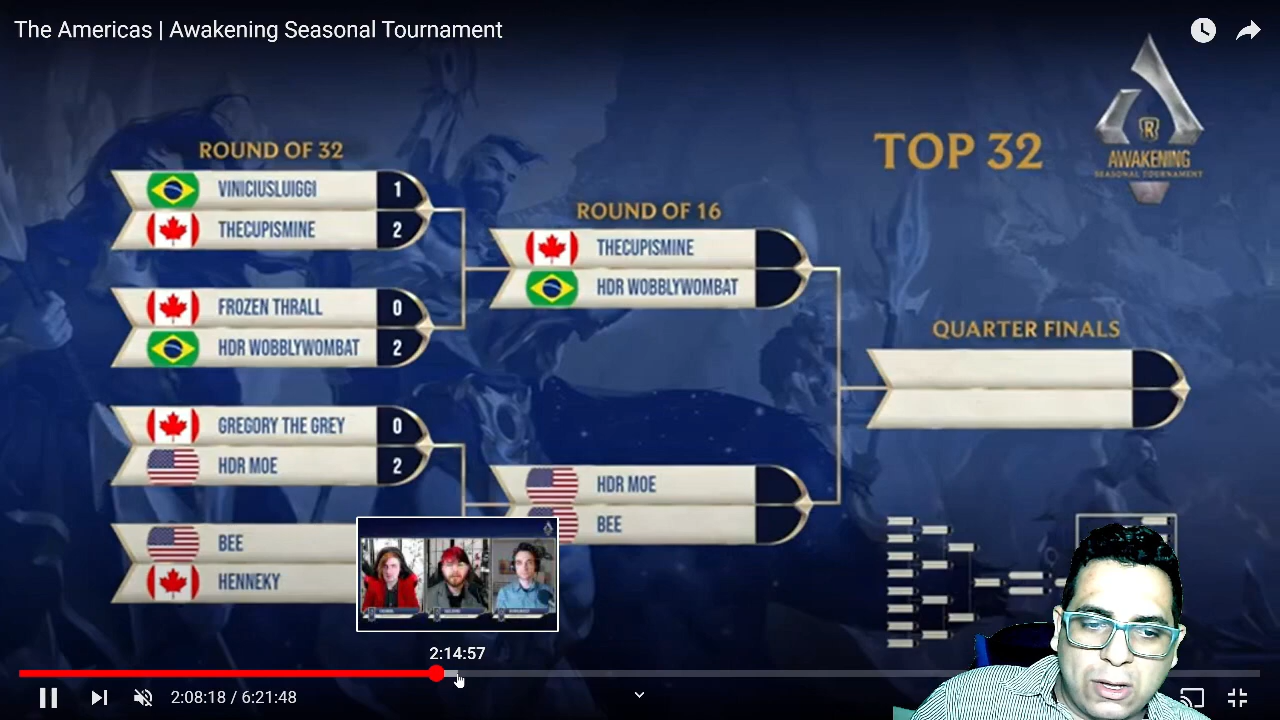 The Americas | Awakening Seasonal Tournament
TOP 32
R
AWAKENING
SEASONAL TOURNAMENT
ROUND OF 32
VINICIUSLUIGGI 1
THECUPISMINE 2
FROZEN THRALL 0
HDR WOBBLYWOMBAT 2
GREGORY THE GREY 0
HDR MOE 2
BEE
HENNEKY
ROUND OF 16
THECUPISMINE
HDR WOBBLYWOMBAT
HDR MOE
BEE
QUARTER FINALS
2:14:57
2:08:18 / 6:21:48